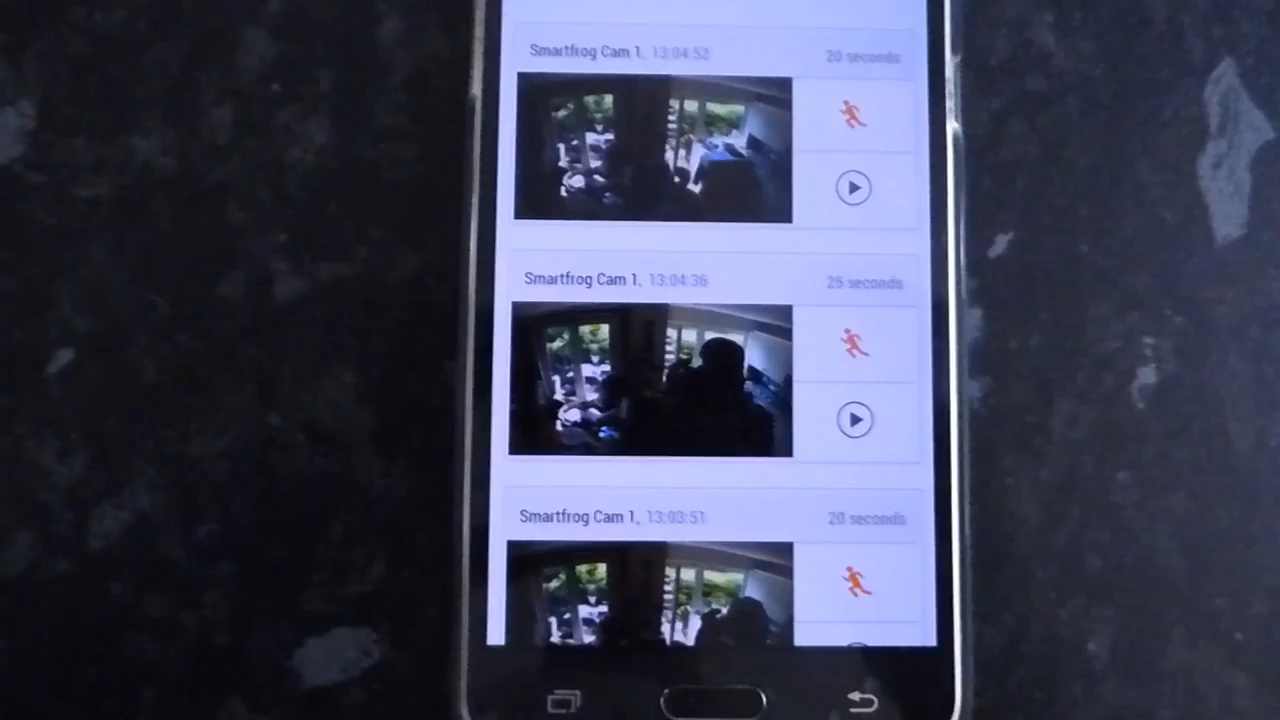 Smartfrog Cam 1, 13:04:52 20 seconds
Smartfrog Cam 1, 13:04:36 25 seconds
Smartfrog Cam 1, 13:03:51 20 seconds